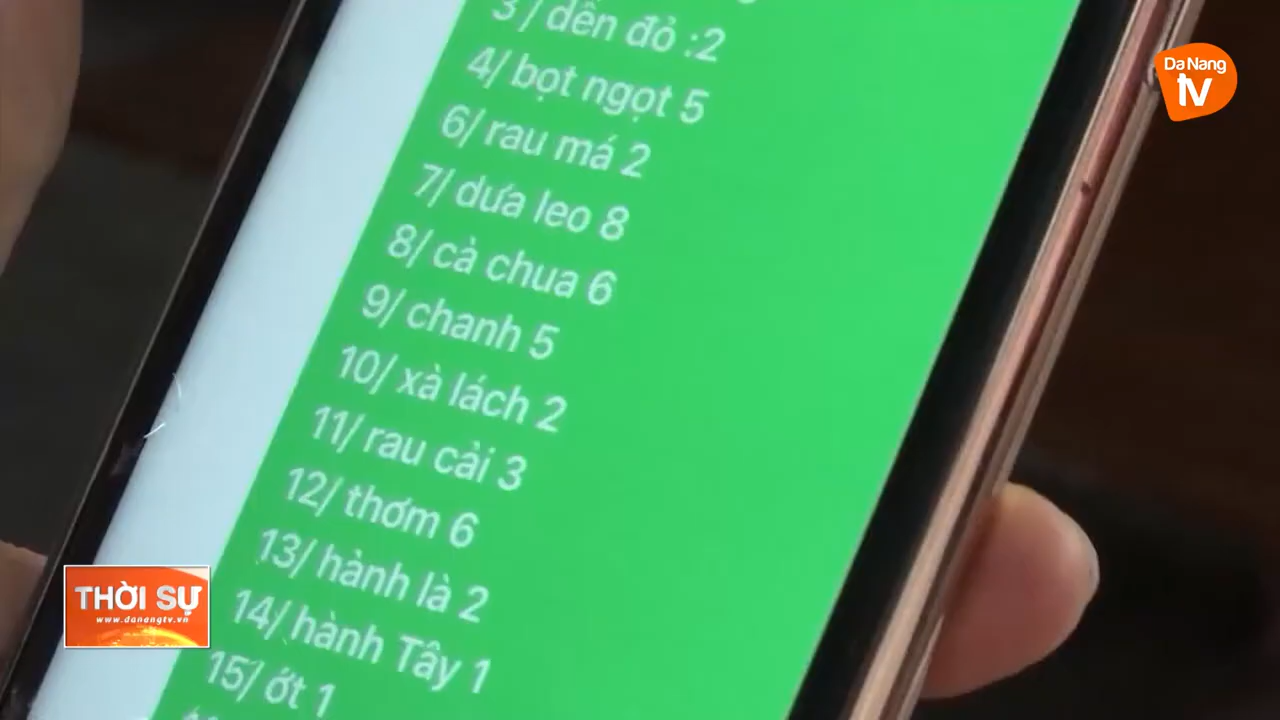 3 / dền đỏ :2
4/ bọt ngọt 5
6/ rau má 2
7/ dưa leo 8
8/ cà chua 6
9/ chanh 5
10/ xà lách 2
11/ rau cải 3
12/ thơm 6
13/ hành là 2
14/ hành Tây 1
15/ ớt 1
Da Nang
tv
THỜI SỰ
www.danangtv.vn